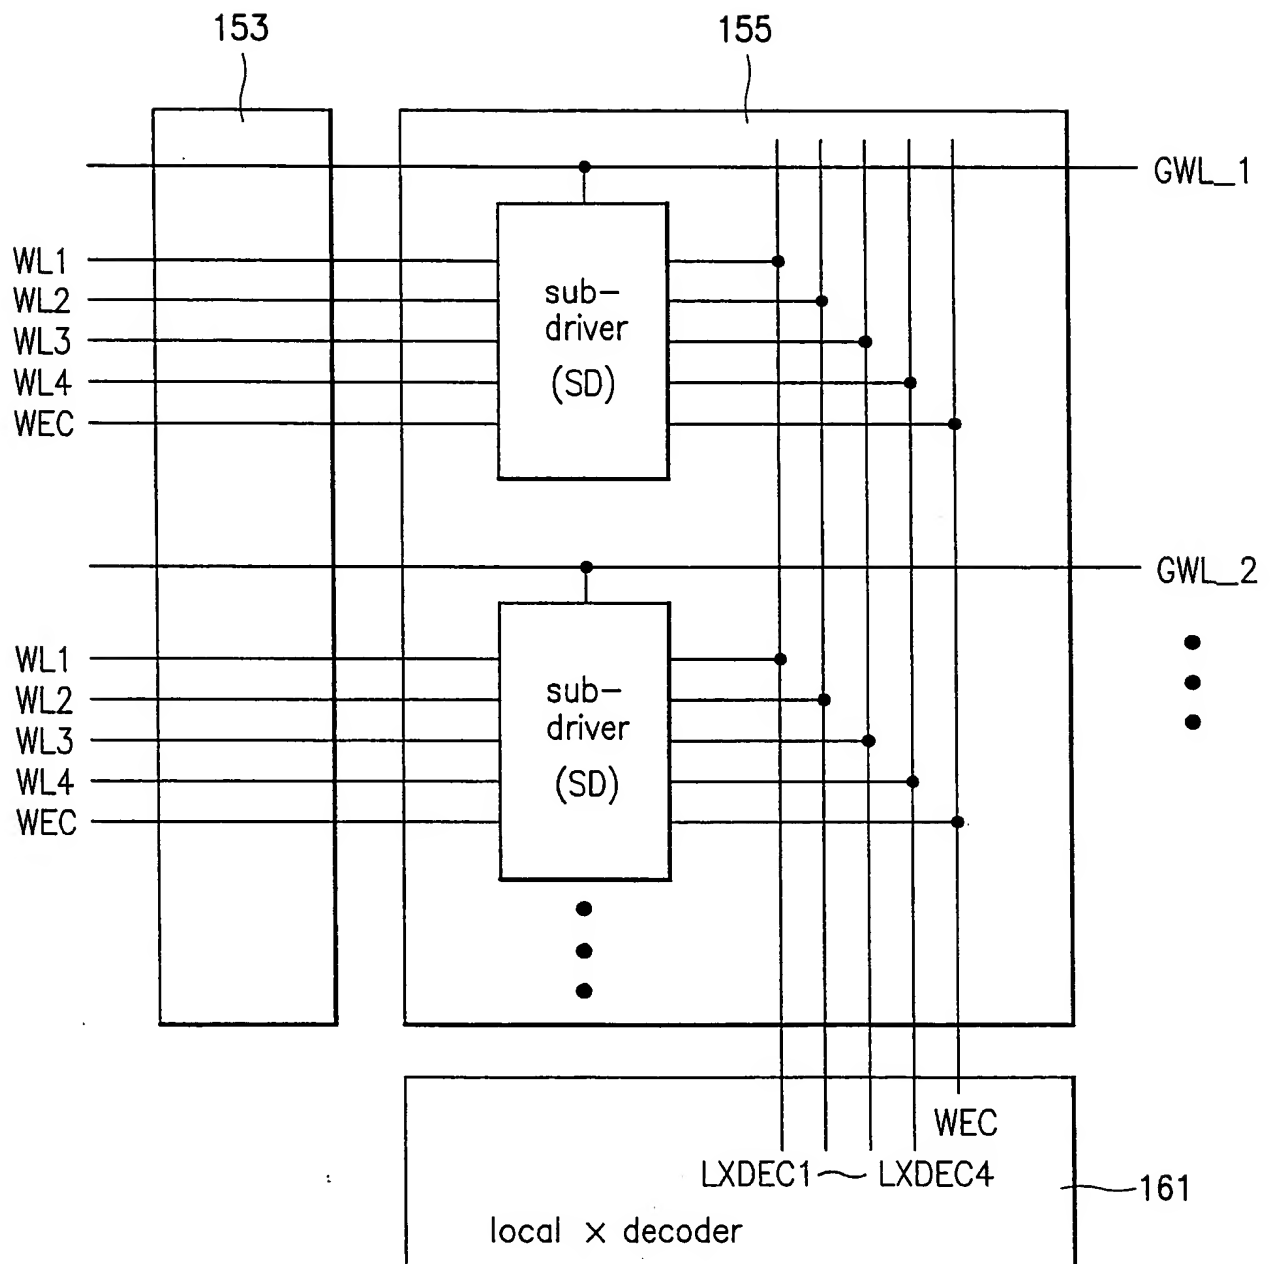 153
155
GWL_1
WL1
WL2
WL3
WL4
WEC
sub-
driver
(SD)
GWL_2
WL1
WL2
WL3
WL4
WEC
sub-
driver
(SD)
WEC
LXDEC1~LXDEC4
161
local x decoder